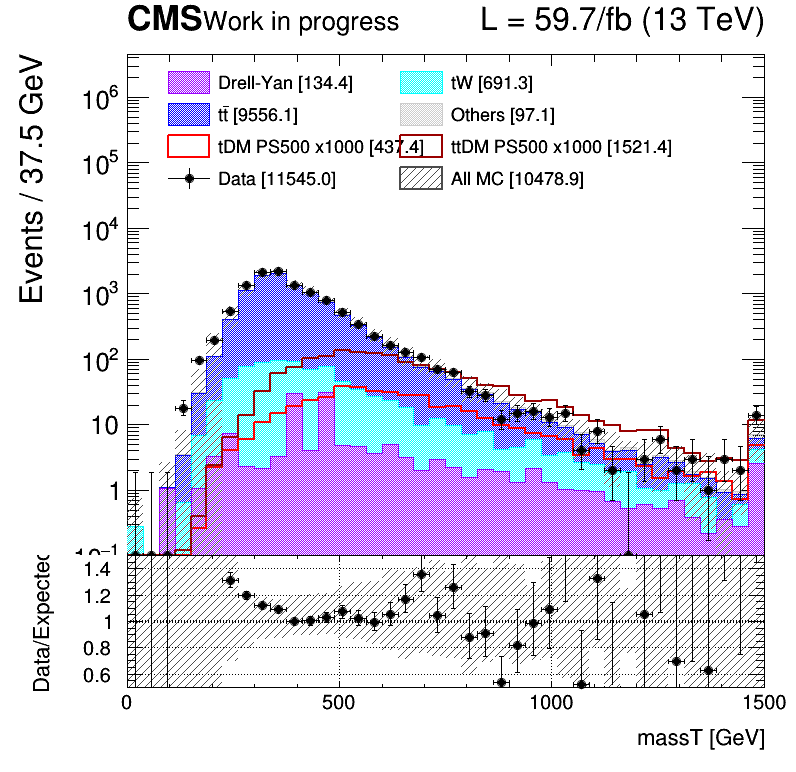 CMS Work in progress L = 59.7/fb (13 TeV)
Events / 37.5 GeV
Drell-Yan [134.4] tW [691.3]
tt̄ [9556.1] Others [97.1]
tDM PS500 x1000 [437.4] ttDM PS500 x1000 [1521.4]
Data [11545.0] All MC [10478.9]
10⁶
10⁵
10⁴
10³
10²
10
1
10⁻¹
Data/Expected
1.4
1.2
1
0.8
0.6
0 500 1000 1500
massT [GeV]